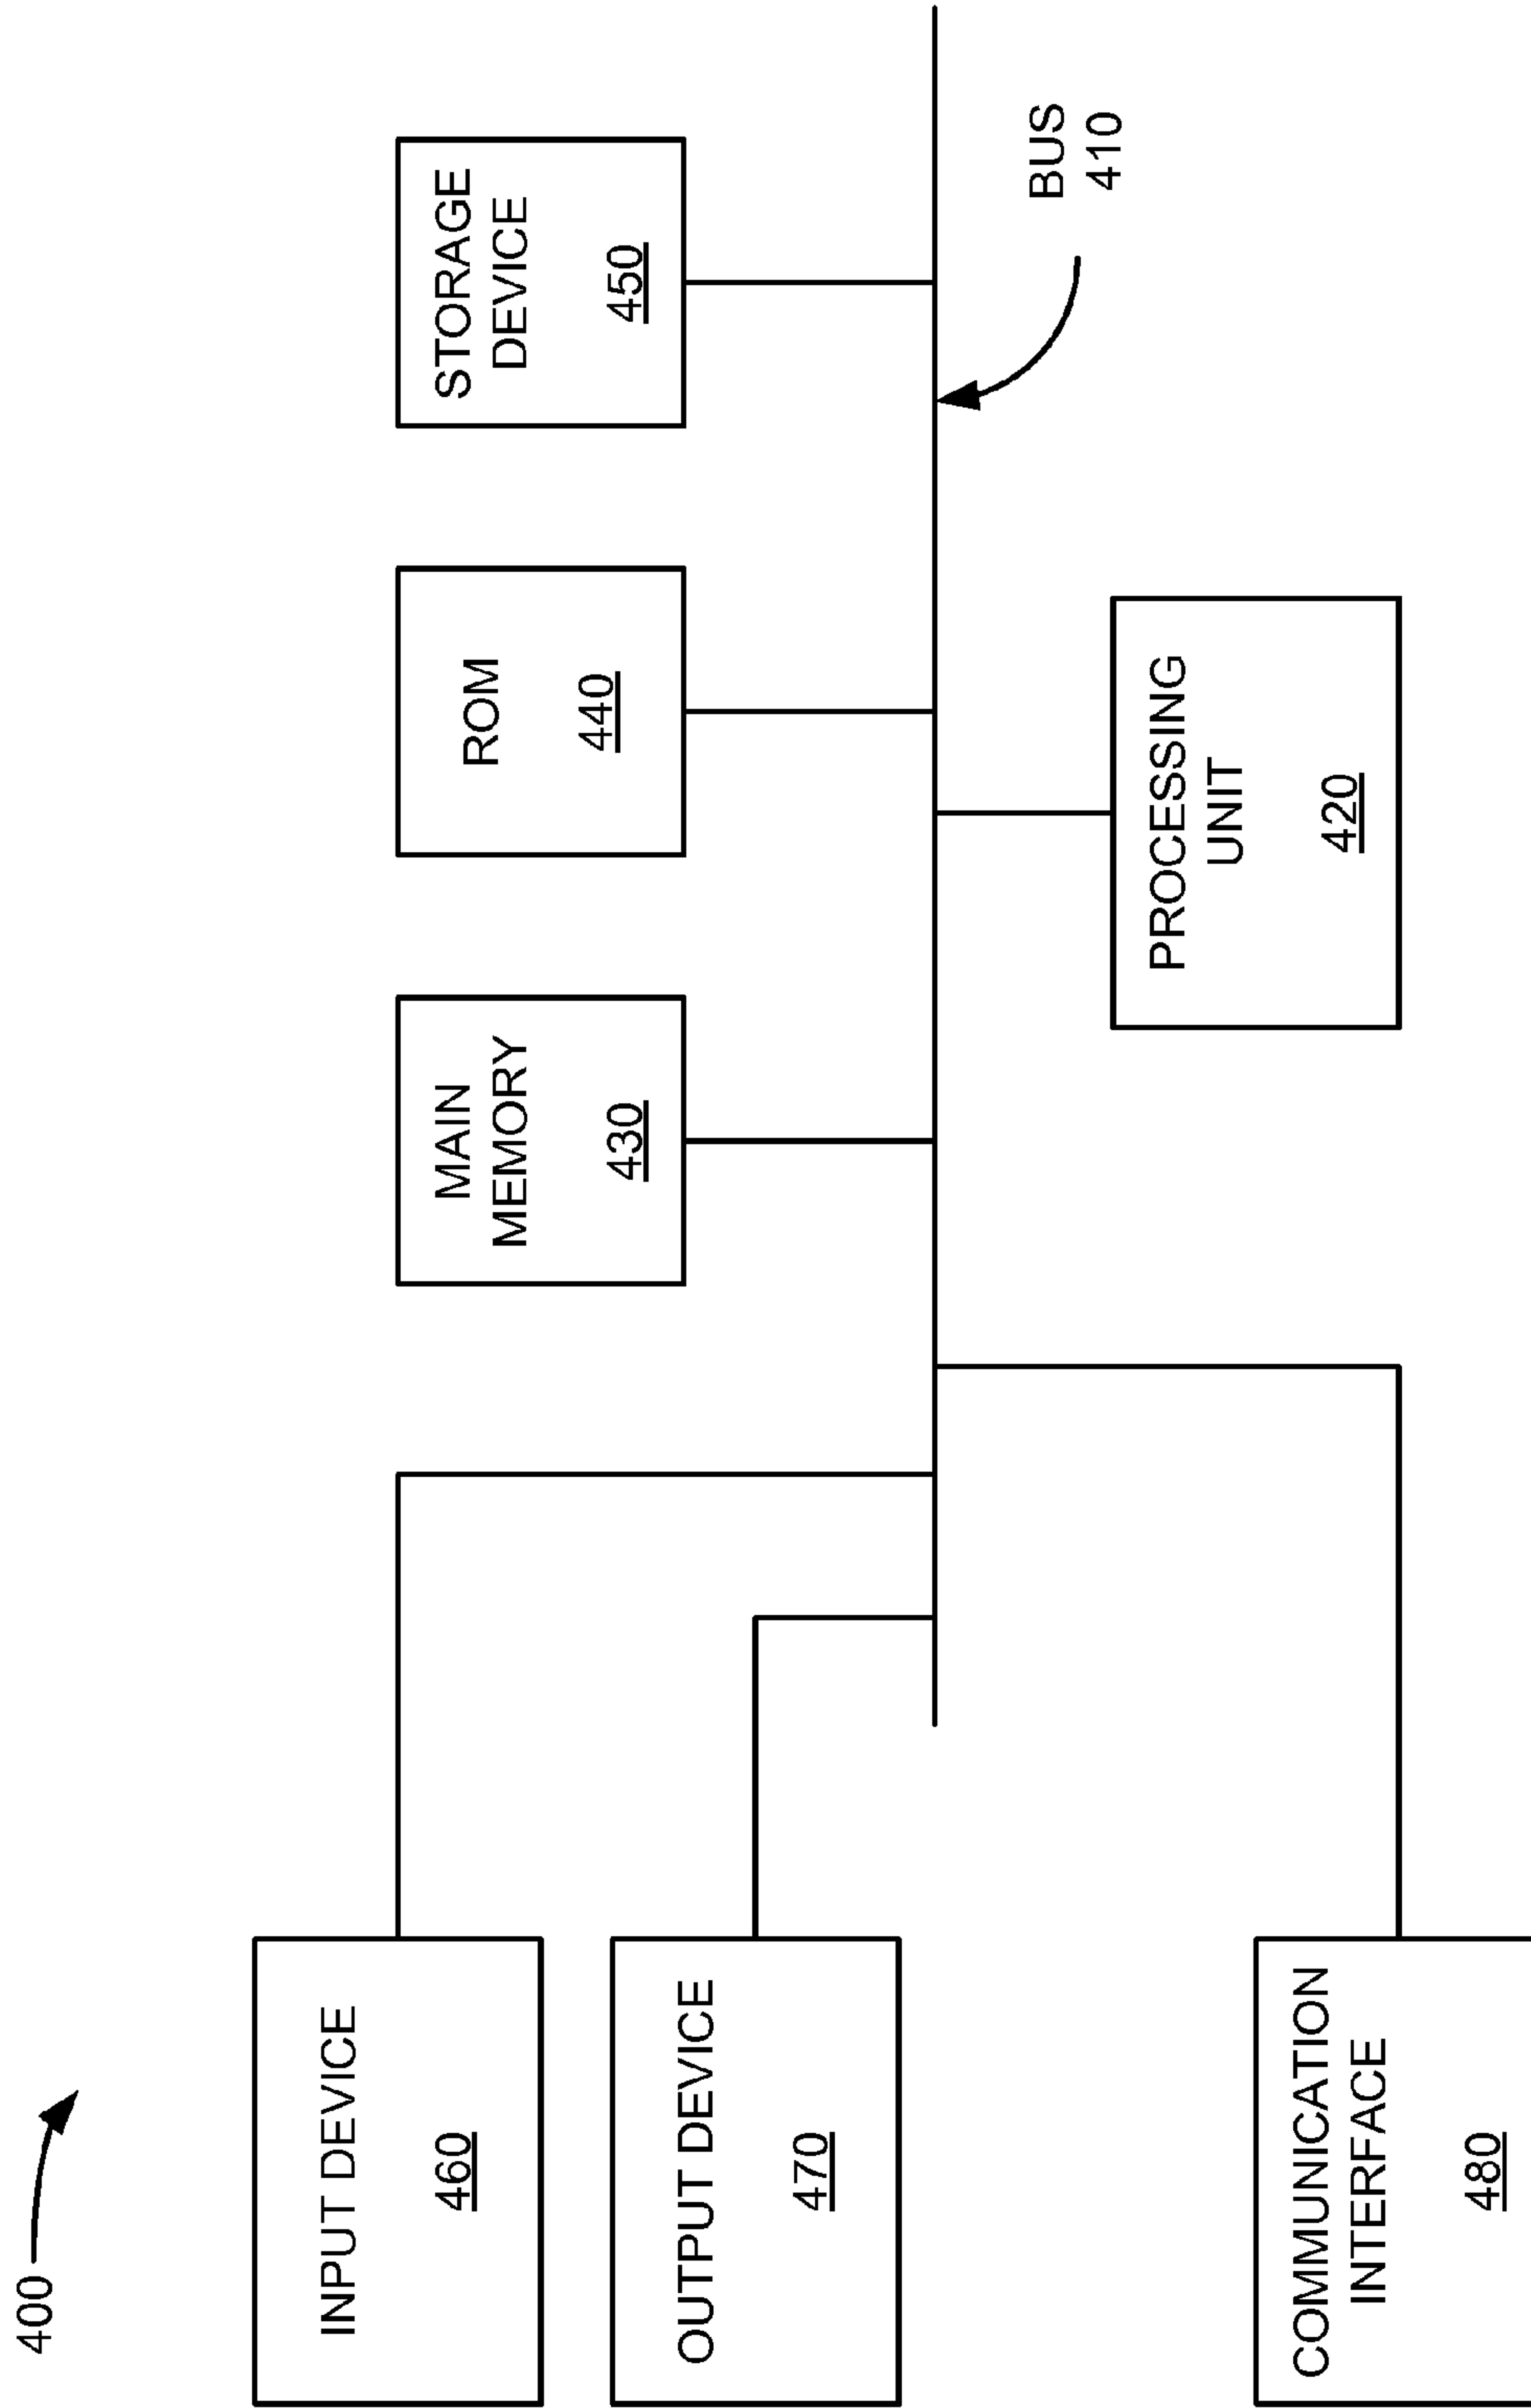 400
INPUT DEVICE
460
OUTPUT DEVICE
470
COMMUNICATION
INTERFACE
480
MAIN
MEMORY
430
ROM
440
STORAGE
DEVICE
450
PROCESSING
UNIT
420
BUS
410